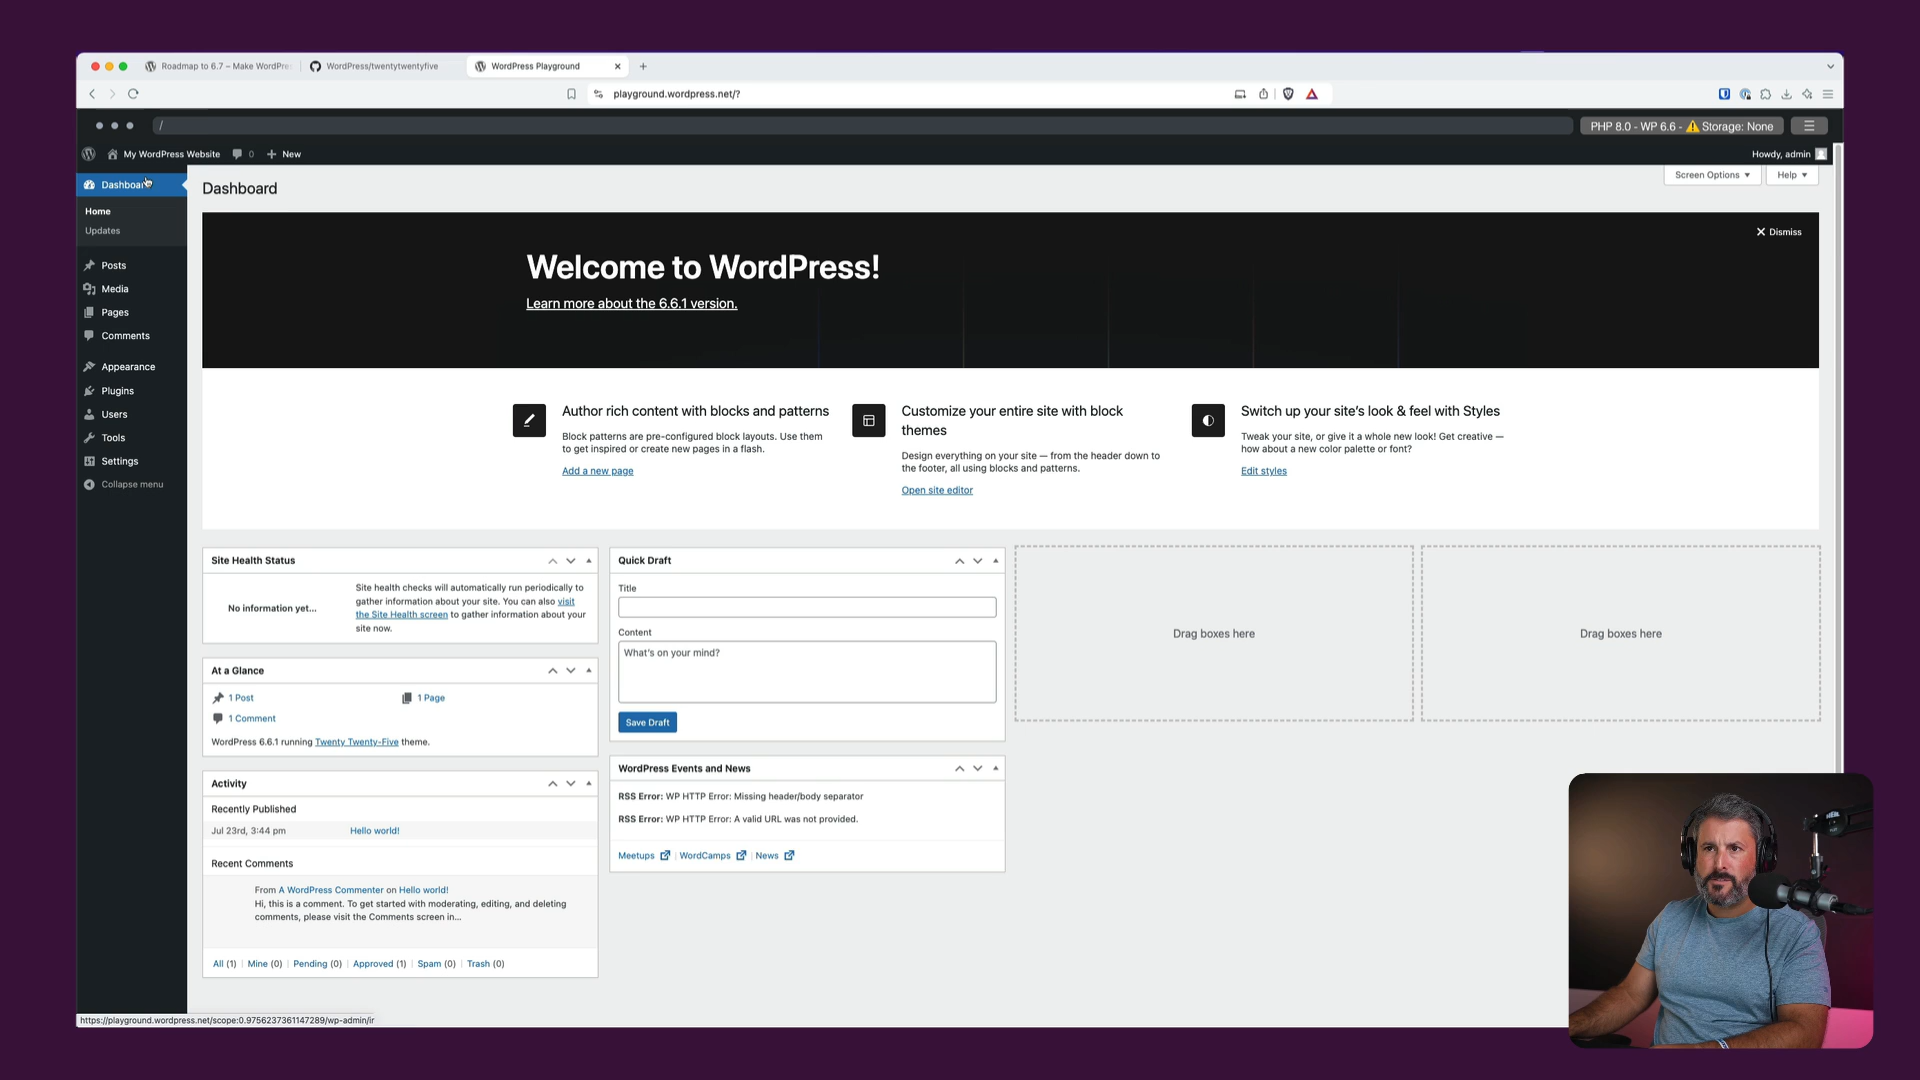 Roadmap to 6.7 – Make WordPre
WordPress/twentytwentyfive
WordPress Playground
playground.wordpress.net/?
/
PHP 8.0 - WP 6.6 - ⚠ Storage: None
My WordPress Website
0
New
Howdy, admin
Dashboard
Home
Updates
Posts
Media
Pages
Comments
Appearance
Plugins
Users
Tools
Settings
Collapse menu
Dashboard
Screen Options
Help
Dismiss
Welcome to WordPress!
Learn more about the 6.6.1 version.
Author rich content with blocks and patterns
Block patterns are pre-configured block layouts. Use them
to get inspired or create new pages in a flash.
Add a new page
Customize your entire site with block
themes
Design everything on your site — from the header down to
the footer, all using blocks and patterns.
Open site editor
Switch up your site's look & feel with Styles
Tweak your site, or give it a whole new look! Get creative —
how about a new color palette or font?
Edit styles
Site Health Status
No information yet...
Site health checks will automatically run periodically to
gather information about your site. You can also visit
the Site Health screen to gather information about your
site now.
At a Glance
1 Post
1 Page
1 Comment
WordPress 6.6.1 running Twenty Twenty-Five theme.
Activity
Recently Published
Jul 23rd, 3:44 pm
Hello world!
Recent Comments
From A WordPress Commenter on Hello world!
Hi, this is a comment. To get started with moderating, editing, and deleting
comments, please visit the Comments screen in...
All (1) | Mine (0) | Pending (0) | Approved (1) | Spam (0) | Trash (0)
Quick Draft
Title
Content
What's on your mind?
Save Draft
WordPress Events and News
RSS Error: WP HTTP Error: Missing header/body separator
RSS Error: WP HTTP Error: A valid URL was not provided.
Meetups | WordCamps | News
Drag boxes here
Drag boxes here
https://playground.wordpress.net/scope:0.9756237361147289/wp-admin/ir